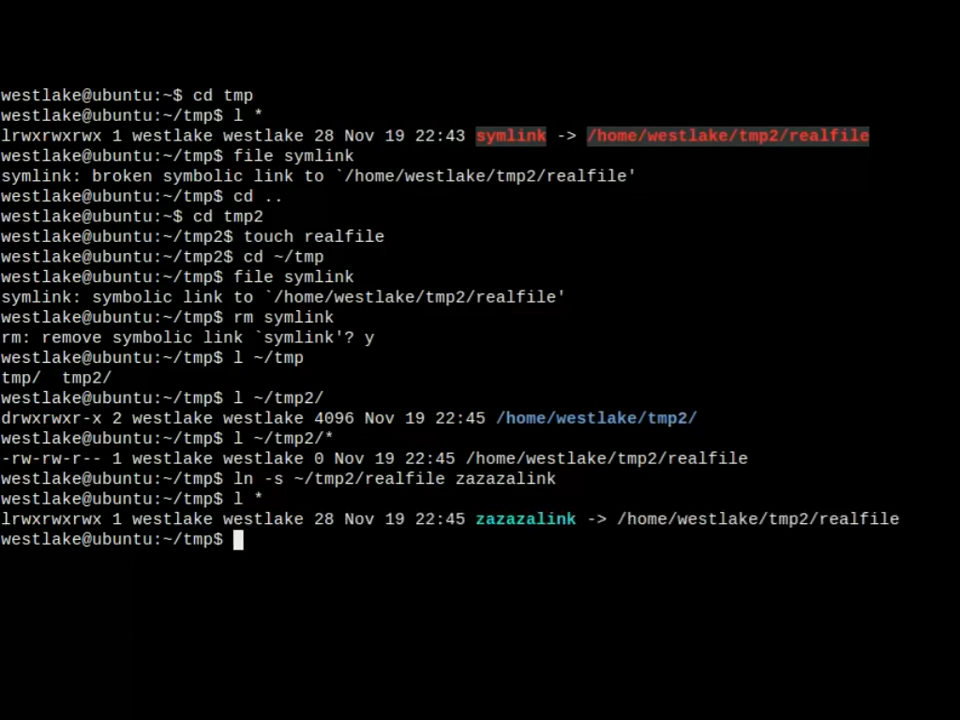 westlake@ubuntu:~$ cd tmp
westlake@ubuntu:~/tmp$ l *
lrwxrwxrwx 1 westlake westlake 28 Nov 19 22:43 symlink -> /home/westlake/tmp2/realfile
westlake@ubuntu:~/tmp$ file symlink
symlink: broken symbolic link to `/home/westlake/tmp2/realfile'
westlake@ubuntu:~/tmp$ cd ..
westlake@ubuntu:~$ cd tmp2
westlake@ubuntu:~/tmp2$ touch realfile
westlake@ubuntu:~/tmp2$ cd ~/tmp
westlake@ubuntu:~/tmp$ file symlink
symlink: symbolic link to `/home/westlake/tmp2/realfile'
westlake@ubuntu:~/tmp$ rm symlink
rm: remove symbolic link `symlink'? y
westlake@ubuntu:~/tmp$ l ~/tmp
tmp/  tmp2/
westlake@ubuntu:~/tmp$ l ~/tmp2/
drwxrwxr-x 2 westlake westlake 4096 Nov 19 22:45 /home/westlake/tmp2/
westlake@ubuntu:~/tmp$ l ~/tmp2/*
-rw-rw-r-- 1 westlake westlake 0 Nov 19 22:45 /home/westlake/tmp2/realfile
westlake@ubuntu:~/tmp$ ln -s ~/tmp2/realfile zazazalink
westlake@ubuntu:~/tmp$ l *
lrwxrwxrwx 1 westlake westlake 28 Nov 19 22:45 zazazalink -> /home/westlake/tmp2/realfile
westlake@ubuntu:~/tmp$